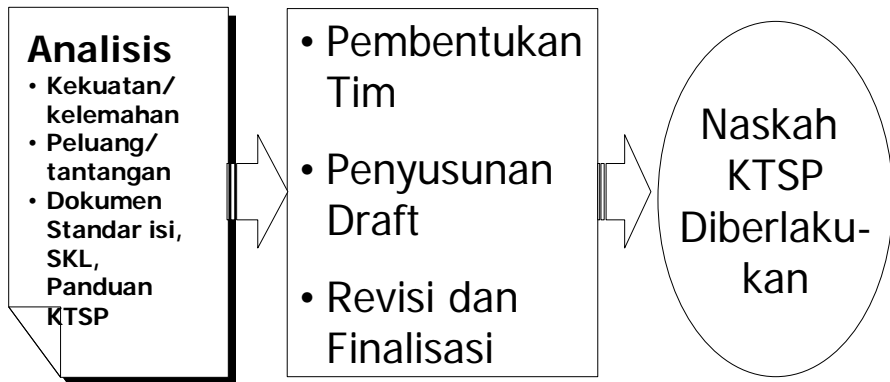 Analisis
• Kekuatan/
kelemahan
• Peluang/
tantangan
• Dokumen
Standar isi,
SKL,
Panduan
KTSP
• Pembentukan
Tim
• Penyusunan
Draft
• Revisi dan
Finalisasi
Naskah
KTSP
Diberlaku-
kan